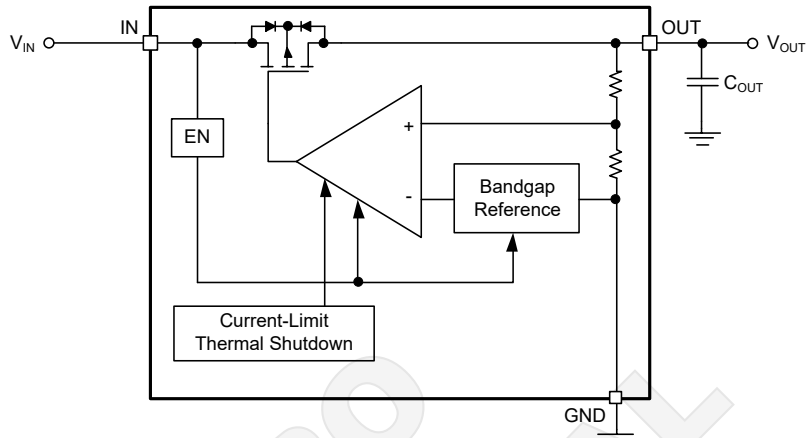 IN
OUT
VIN
VOUT
COUT
EN
+
-
Bandgap
Reference
Current-Limit
Thermal Shutdown
GND